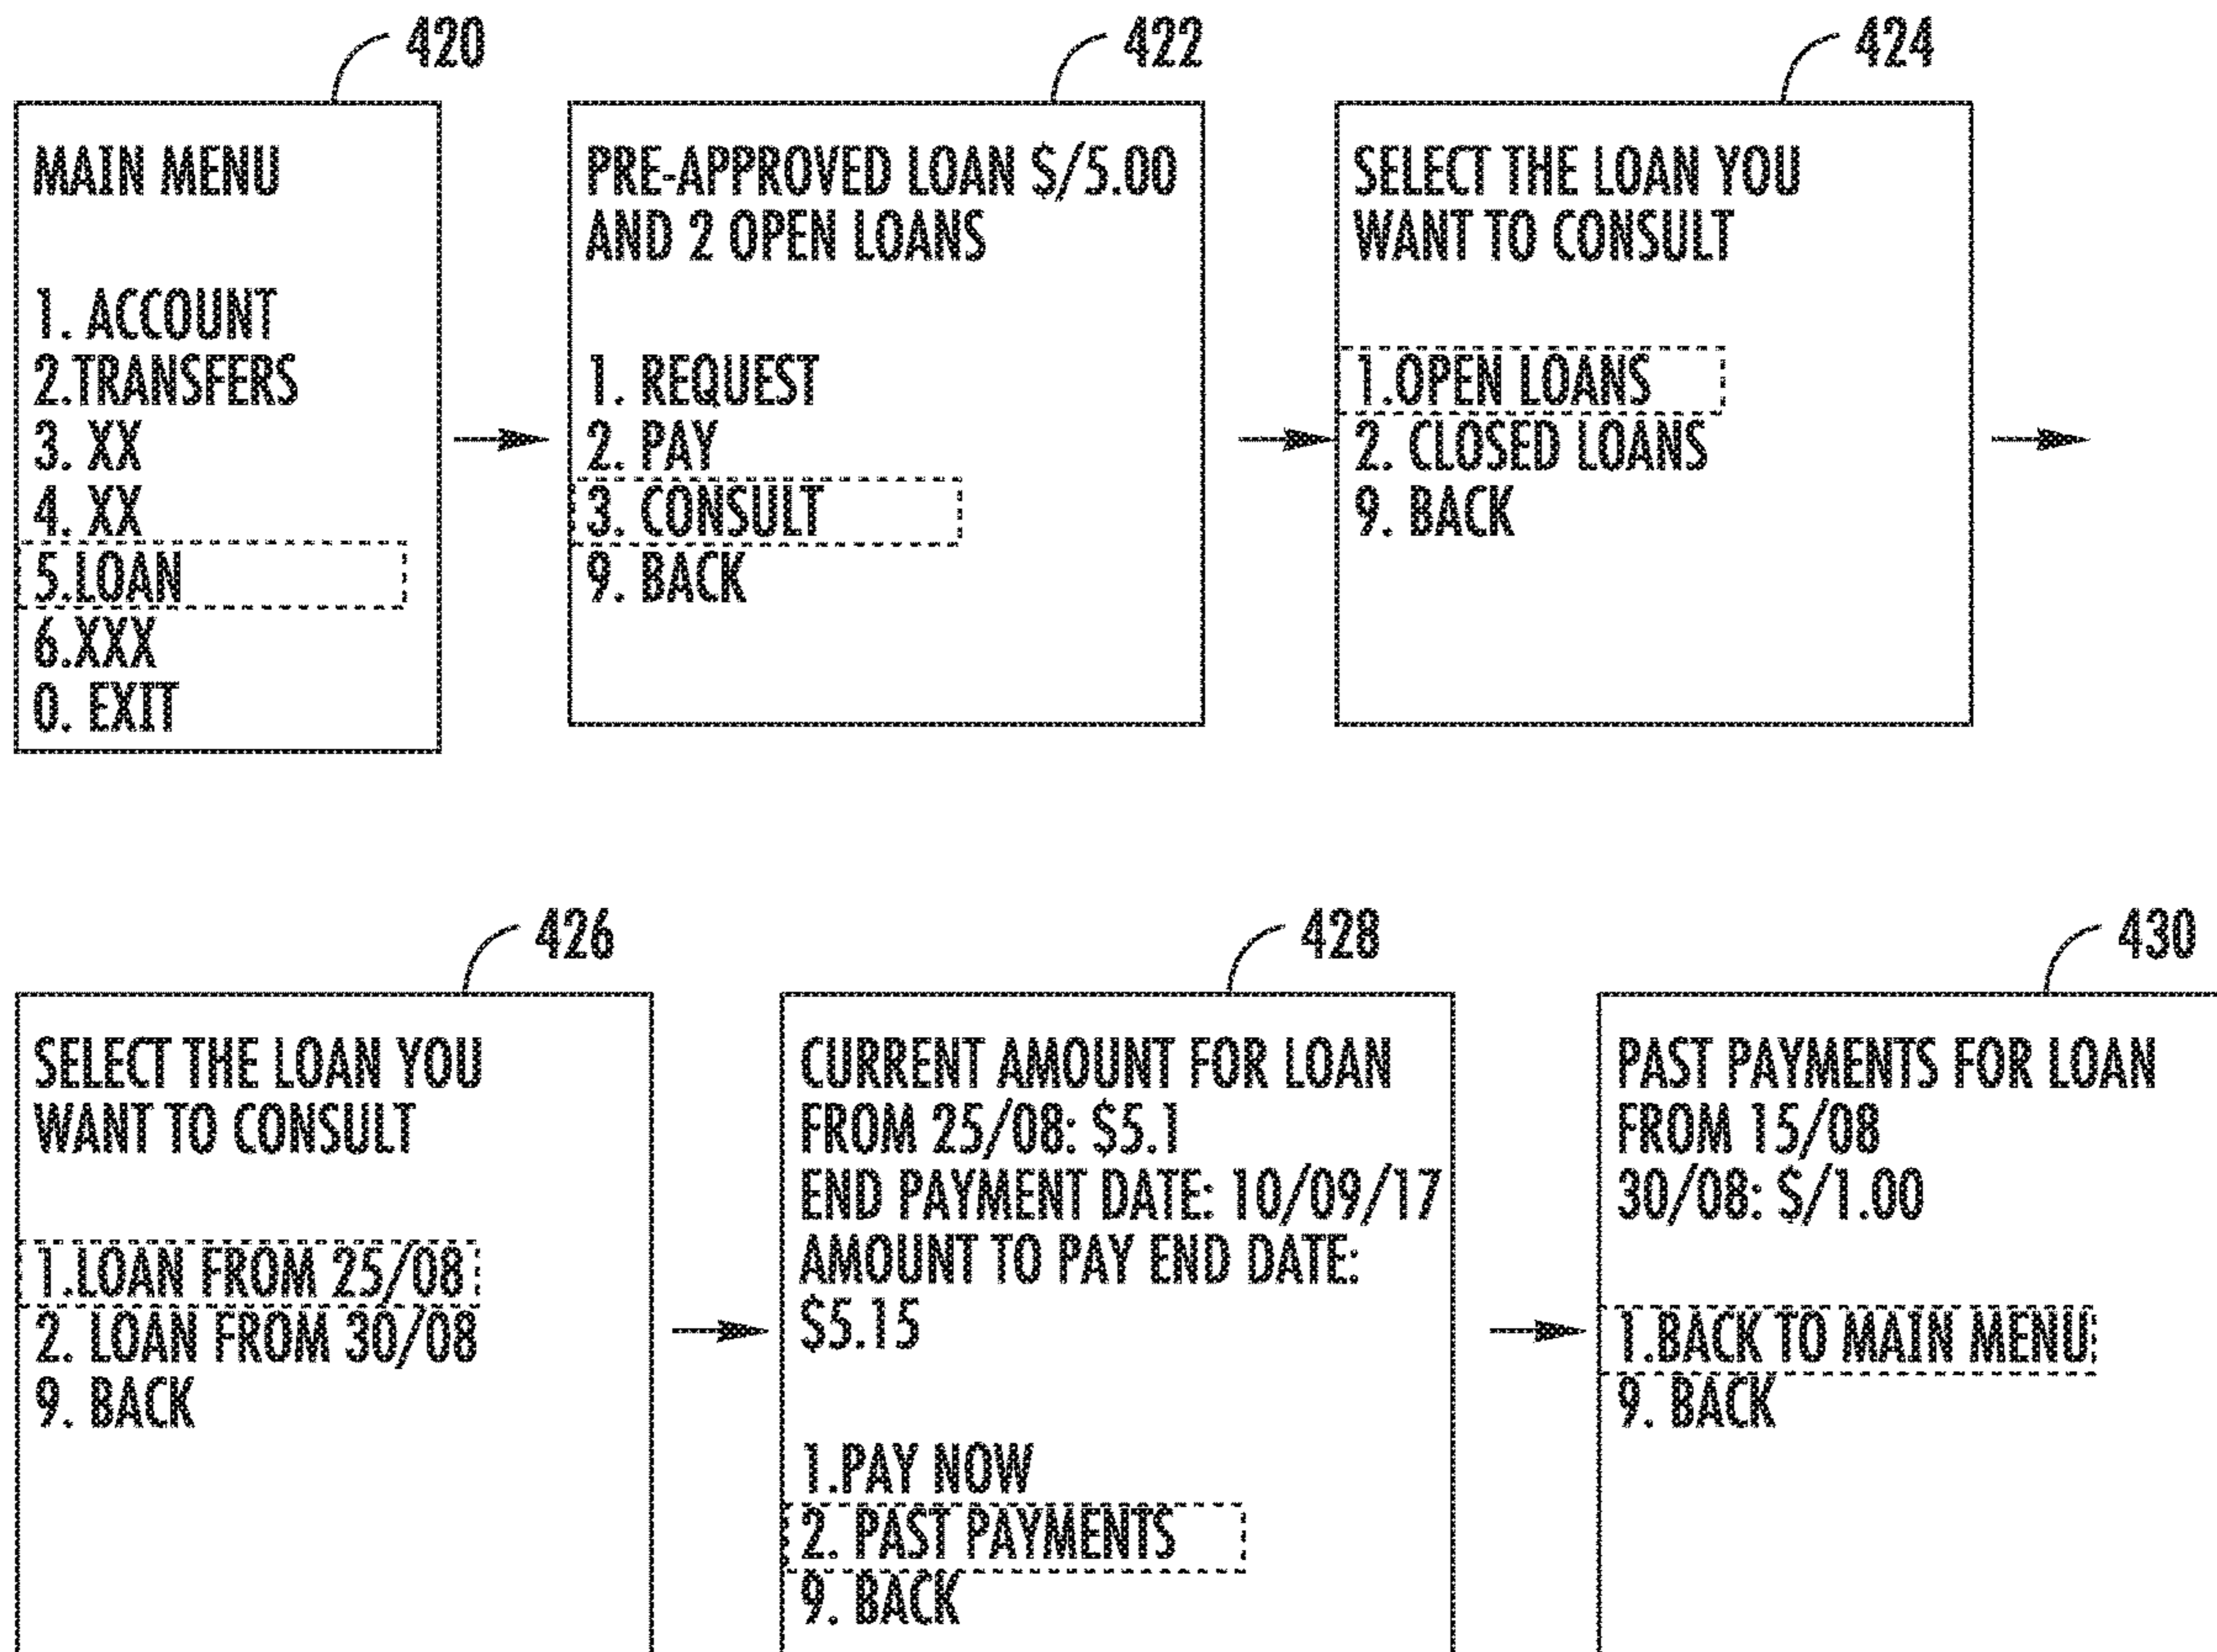 420
MAIN MENU
1. ACCOUNT
2.TRANSFERS
3. XX
4. XX
5.LOAN
6.XXX
0. EXIT
422
PRE-APPROVED LOAN $/5.00
AND 2 OPEN LOANS
1. REQUEST
2. PAY
3. CONSULT
9. BACK
424
SELECT THE LOAN YOU
WANT TO CONSULT
1.OPEN LOANS
2. CLOSED LOANS
9. BACK
426
SELECT THE LOAN YOU
WANT TO CONSULT
1.LOAN FROM 25/08
2. LOAN FROM 30/08
9. BACK
428
CURRENT AMOUNT FOR LOAN
FROM 25/08: $5.1
END PAYMENT DATE: 10/09/17
AMOUNT TO PAY END DATE:
$5.15
1.PAY NOW
2. PAST PAYMENTS
9. BACK
430
PAST PAYMENTS FOR LOAN
FROM 15/08
30/08: $/1.00
1.BACK TO MAIN MENU
9. BACK